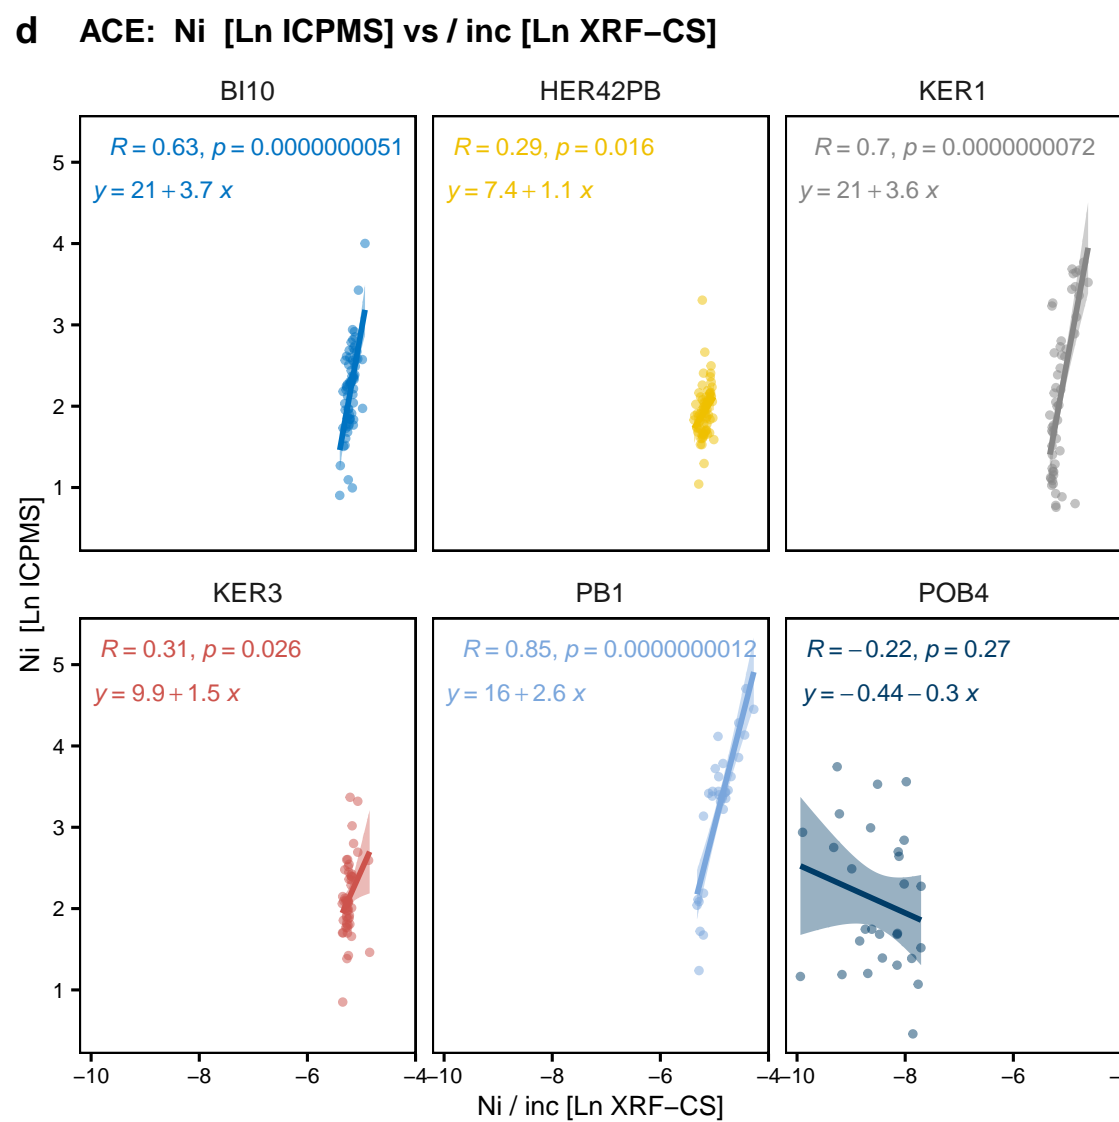 d ACE: Ni [Ln ICPMS] vs / inc [Ln XRF−CS]
BI10
HER42PB
KER1
R = 0.63, p = 0.0000000051
y = 21 + 3.7 x
R = 0.29, p = 0.016
y = 7.4 + 1.1 x
R = 0.7, p = 0.0000000072
y = 21 + 3.6 x
5
4
3
2
1
Ni [Ln ICPMS]
KER3
PB1
POB4
R = 0.31, p = 0.026
y = 9.9 + 1.5 x
R = 0.85, p = 0.0000000012
y = 16 + 2.6 x
R = −0.22, p = 0.27
y = −0.44 − 0.3 x
5
4
3
2
1
−10 −8 −6 −4
−10 −8 −6 −4
−10 −8 −6
Ni / inc [Ln XRF−CS]